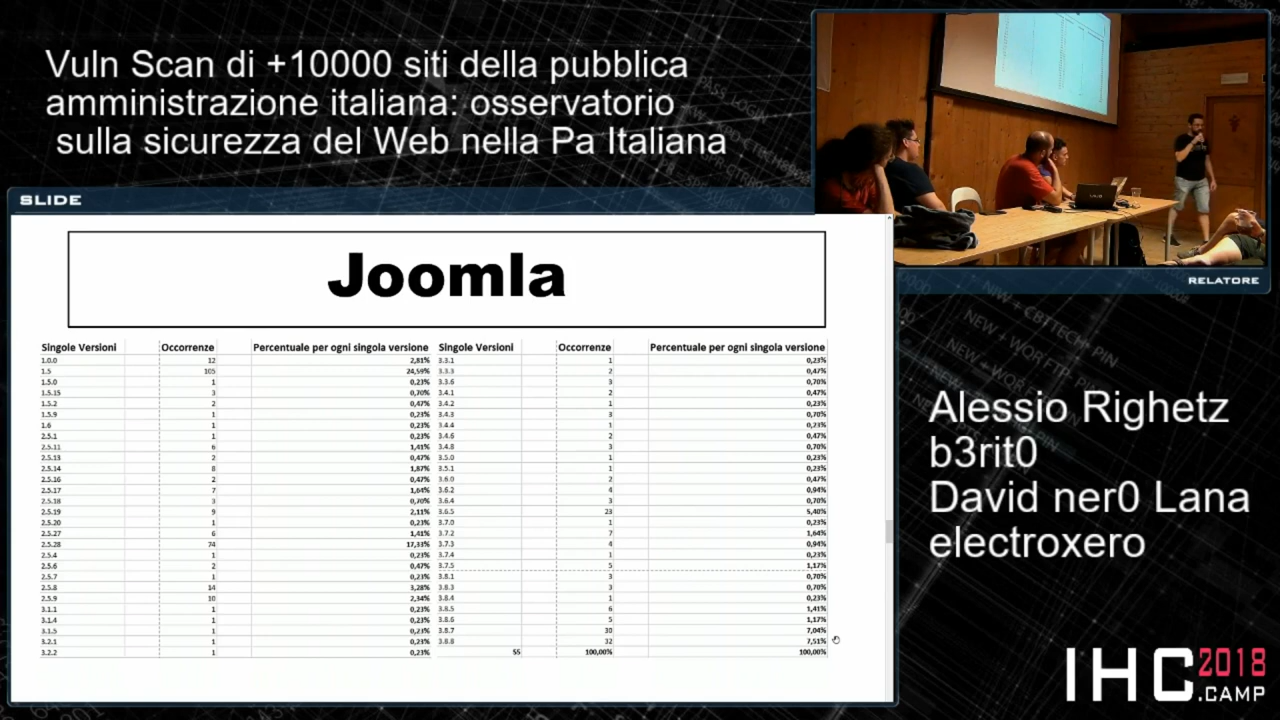 Vuln Scan di +10000 siti della pubblica
amministrazione italiana: osservatorio
sulla sicurezza del Web nella Pa Italiana
SLIDE
Joomla
Singole Versioni Occorrenze Percentuale per ogni singola versione
1.0.0 12 2,81%
1.5 105 24,59%
1.5.0 1 0,23%
1.5.15 3 0,70%
1.5.2 2 0,47%
1.5.9 1 0,23%
1.6 1 0,23%
2.5.1 1 0,23%
2.5.11 6 1,41%
2.5.13 2 0,47%
2.5.14 8 1,87%
2.5.16 2 0,47%
2.5.17 7 1,64%
2.5.18 3 0,70%
2.5.19 9 2,11%
2.5.20 1 0,23%
2.5.27 6 1,41%
2.5.28 74 17,33%
2.5.4 1 0,23%
2.5.6 2 0,47%
2.5.7 1 0,23%
2.5.8 14 3,28%
2.5.9 10 2,34%
3.1.1 1 0,23%
3.1.4 1 0,23%
3.1.5 1 0,23%
3.2.1 1 0,23%
3.2.2 1 0,23%
Singole Versioni Occorrenze Percentuale per ogni singola versione
3.3.1 1 0,23%
3.3.3 2 0,47%
3.3.6 3 0,70%
3.4.1 2 0,47%
3.4.2 1 0,23%
3.4.3 3 0,70%
3.4.4 1 0,23%
3.4.6 2 0,47%
3.4.8 3 0,70%
3.5.0 1 0,23%
3.5.1 1 0,23%
3.6.0 2 0,47%
3.6.2 4 0,94%
3.6.4 3 0,70%
3.6.5 23 5,40%
3.7.0 1 0,23%
3.7.2 7 1,64%
3.7.3 4 0,94%
3.7.4 1 0,23%
3.7.5 5 1,17%
3.8.1 3 0,70%
3.8.3 3 0,70%
3.8.4 1 0,23%
3.8.5 6 1,41%
3.8.6 5 1,17%
3.8.7 30 7,04%
3.8.8 32 7,51%
55 100,00% 100,00%
RELATORE
Alessio Righetz
b3rit0
David ner0 Lana
electroxero
IHC 2018
.CAMP